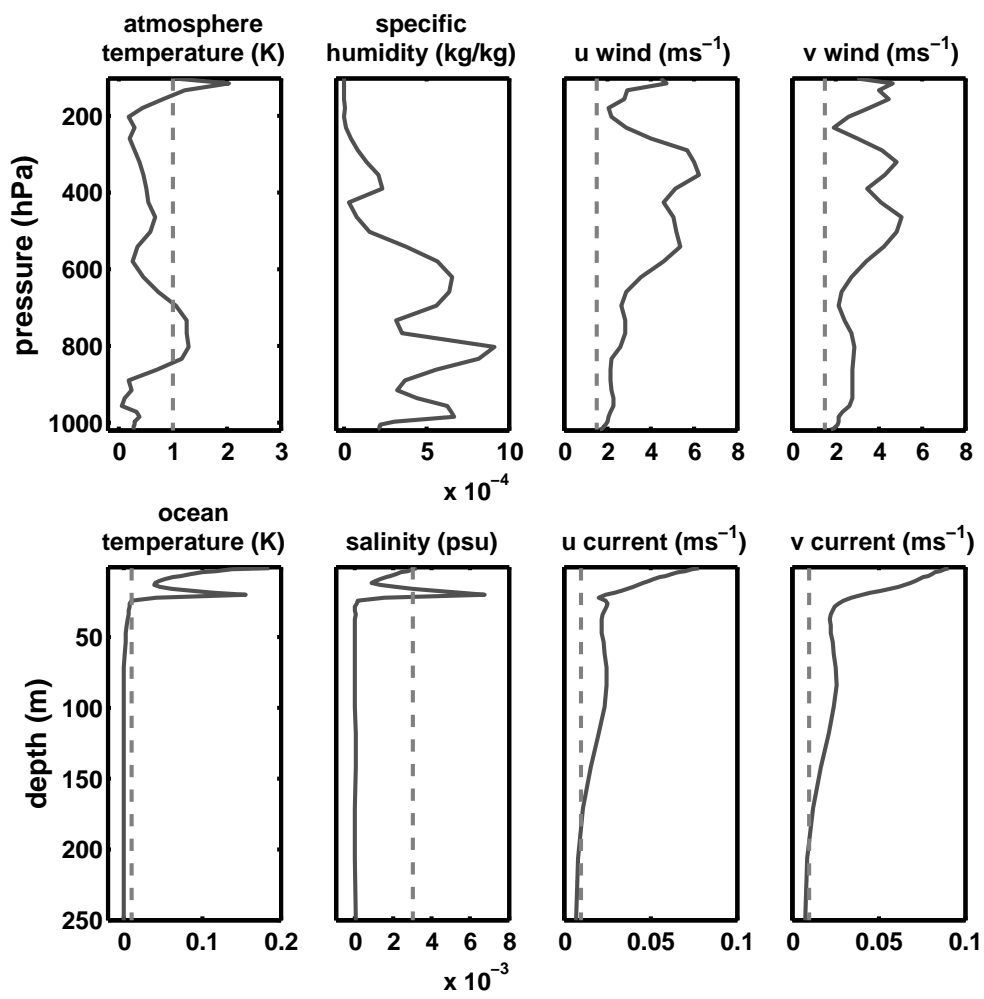 atmosphere temperature (K)
specific humidity (kg/kg)
u wind (ms⁻¹)
v wind (ms⁻¹)
pressure (hPa)
200
400
600
800
1000
0 1 2 3
0 5 10
x 10⁻⁴
0 2 4 6 8
0 2 4 6 8
ocean temperature (K)
salinity (psu)
u current (ms⁻¹)
v current (ms⁻¹)
depth (m)
50
100
150
200
250
0 0.1 0.2
0 2 4 6 8
x 10⁻³
0 0.05 0.1
0 0.05 0.1